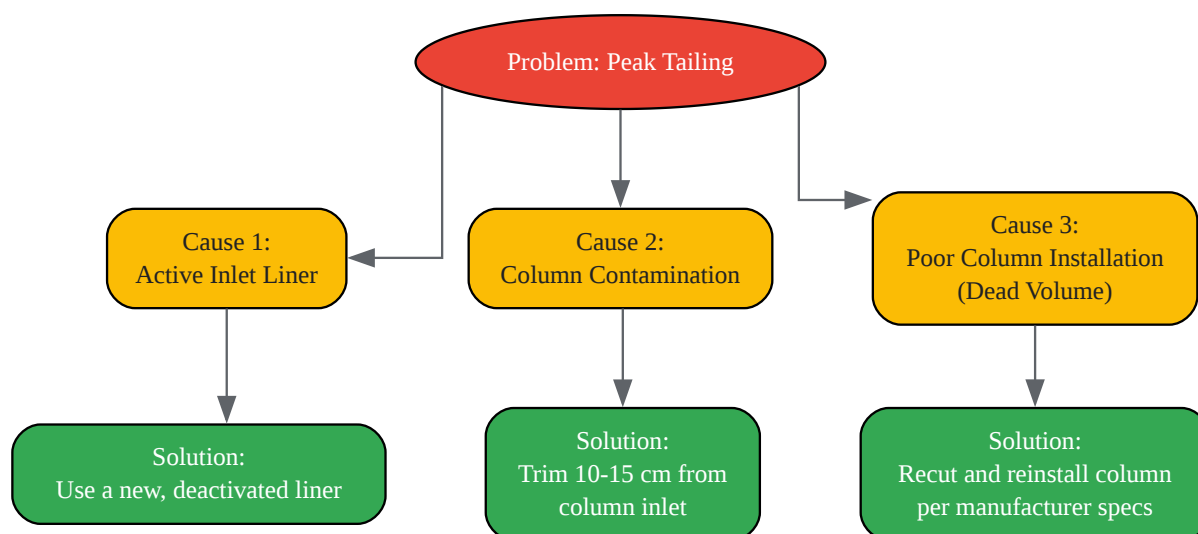 Problem: Peak Tailing
Cause 1:
Active Inlet Liner
Cause 2:
Column Contamination
Cause 3:
Poor Column Installation
(Dead Volume)
Solution:
Use a new, deactivated liner
Solution:
Trim 10-15 cm from
column inlet
Solution:
Recut and reinstall column
per manufacturer specs